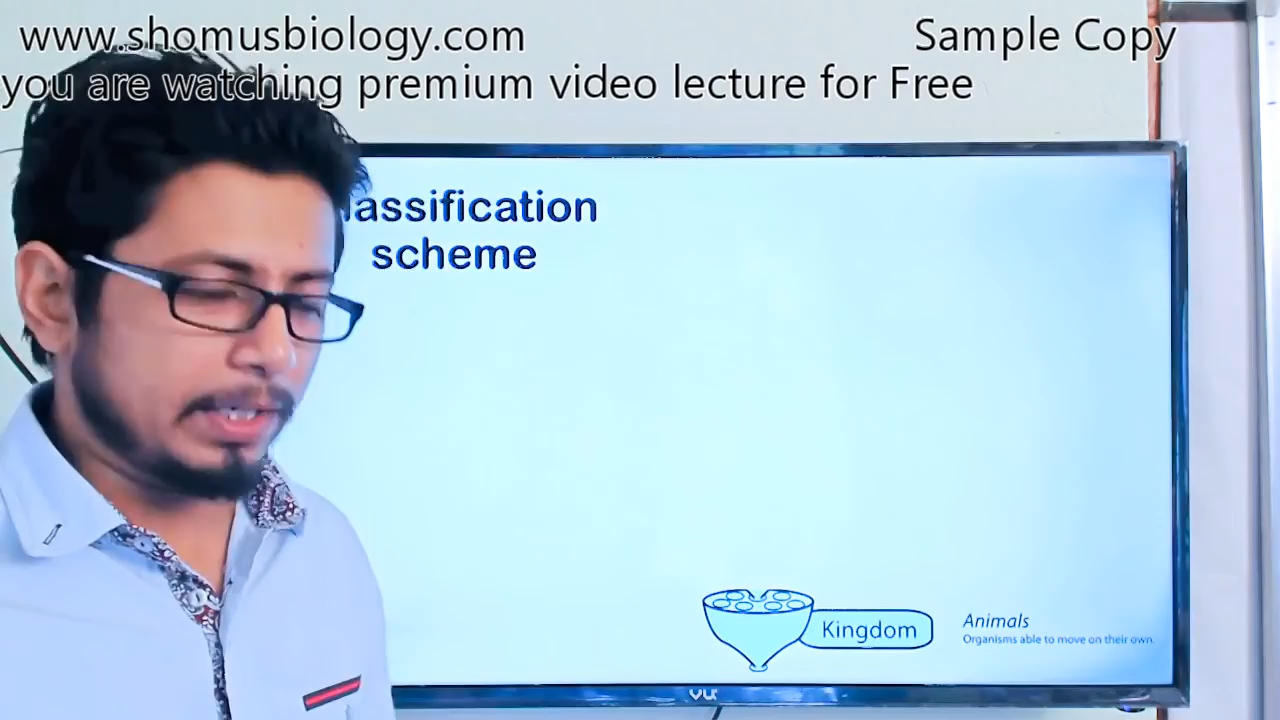 www.shomusbiology.com
Sample Copy
you are watching premium video lecture for Free
lassification
scheme
Kingdom
Animals
Organisms able to move on their own.
VU